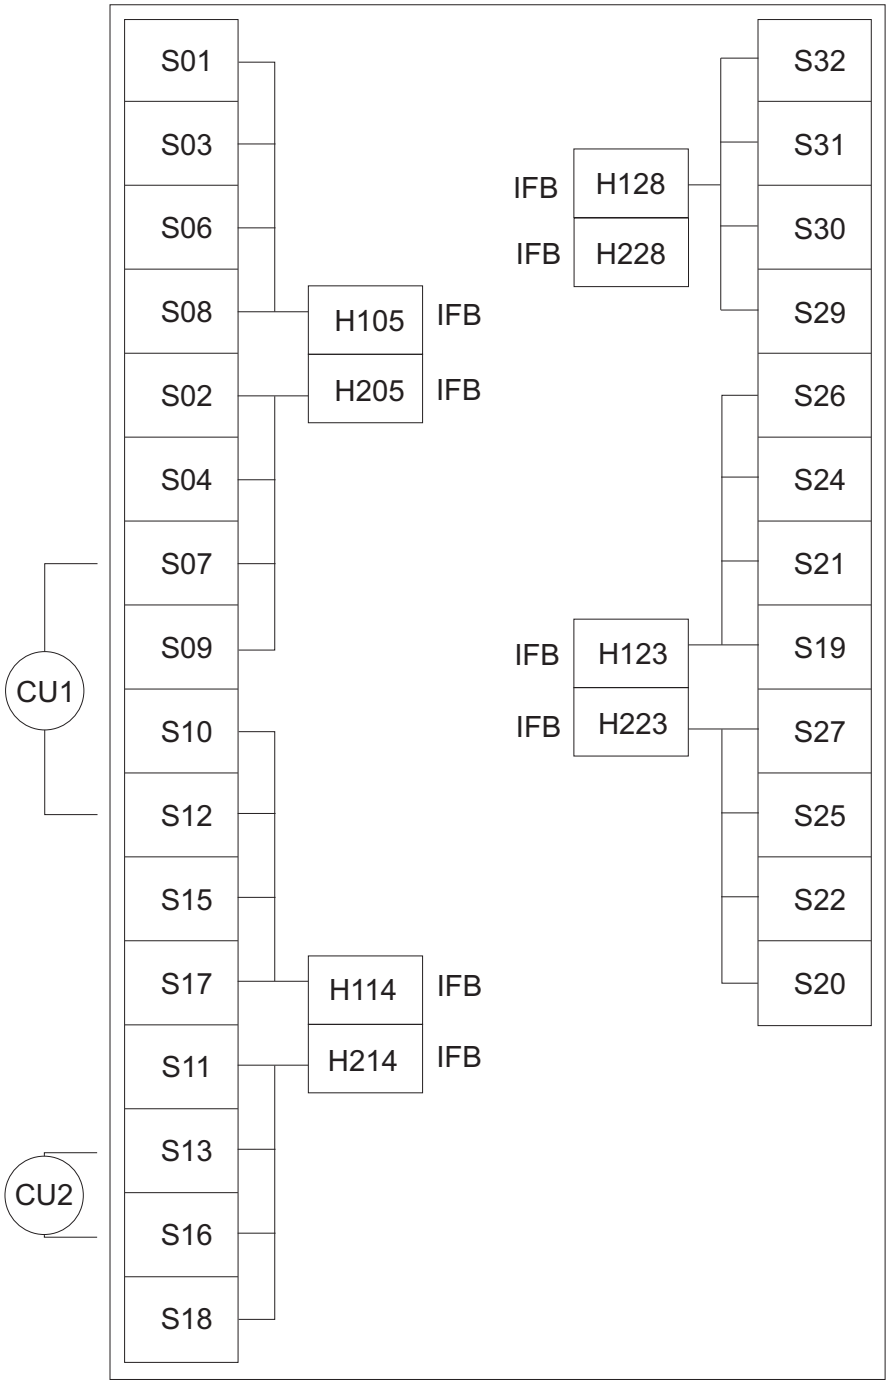 S01
S03
S06
S08
S02
S04
S07
S09
S10
S12
S15
S17
S11
S13
S16
S18
CU1
CU2
H105 IFB
H205 IFB
H114 IFB
H214 IFB
IFB H128
IFB H228
IFB H123
IFB H223
S32
S31
S30
S29
S26
S24
S21
S19
S27
S25
S22
S20